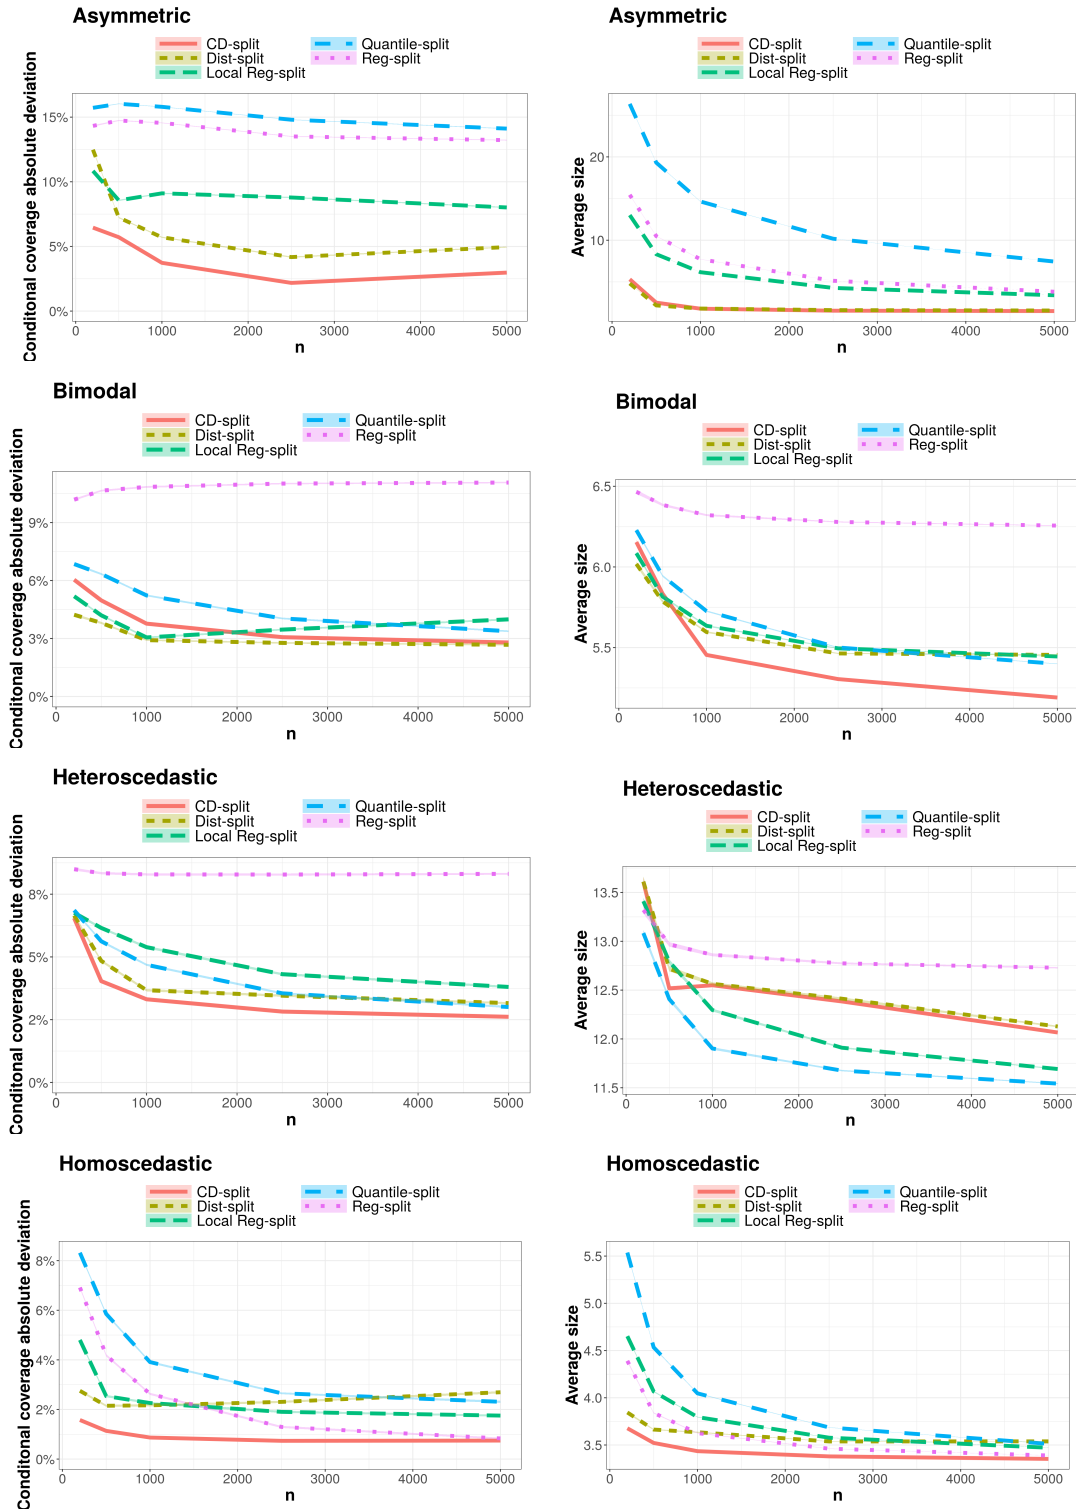 Asymmetric
CD-split
Dist-split
Local Reg-split
Quantile-split
Reg-split
Conditonal coverage absolute deviation
15%
10%
5%
0%
0 1000 2000 3000 4000 5000
n
Asymmetric
CD-split
Dist-split
Local Reg-split
Quantile-split
Reg-split
Average size
20
10
0 1000 2000 3000 4000 5000
n
Bimodal
CD-split
Dist-split
Local Reg-split
Quantile-split
Reg-split
Conditonal coverage absolute deviation
9%
6%
3%
0%
0 1000 2000 3000 4000 5000
n
Bimodal
CD-split
Dist-split
Local Reg-split
Quantile-split
Reg-split
Average size
6.5
6.0
5.5
0 1000 2000 3000 4000 5000
n
Heteroscedastic
CD-split
Dist-split
Local Reg-split
Quantile-split
Reg-split
Conditonal coverage absolute deviation
8%
5%
2%
0%
0 1000 2000 3000 4000 5000
n
Heteroscedastic
CD-split
Dist-split
Local Reg-split
Quantile-split
Reg-split
Average size
13.5
13.0
12.5
12.0
11.5
0 1000 2000 3000 4000 5000
n
Homoscedastic
CD-split
Dist-split
Local Reg-split
Quantile-split
Reg-split
Conditonal coverage absolute deviation
8%
6%
4%
2%
0%
0 1000 2000 3000 4000 5000
n
Homoscedastic
CD-split
Dist-split
Local Reg-split
Quantile-split
Reg-split
Average size
5.5
5.0
4.5
4.0
3.5
0 1000 2000 3000 4000 5000
n